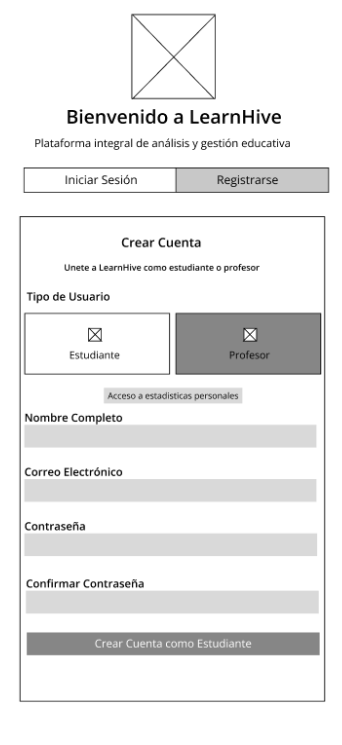 Bienvenido a LearnHive
Plataforma integral de análisis y gestión educativa
Iniciar Sesión Registrarse
Crear Cuenta
Unete a LearnHive como estudiante o profesor
Tipo de Usuario
Estudiante Profesor
Acceso a estadísticas personales
Nombre Completo
Correo Electrónico
Contraseña
Confirmar Contraseña
Crear Cuenta como Estudiante